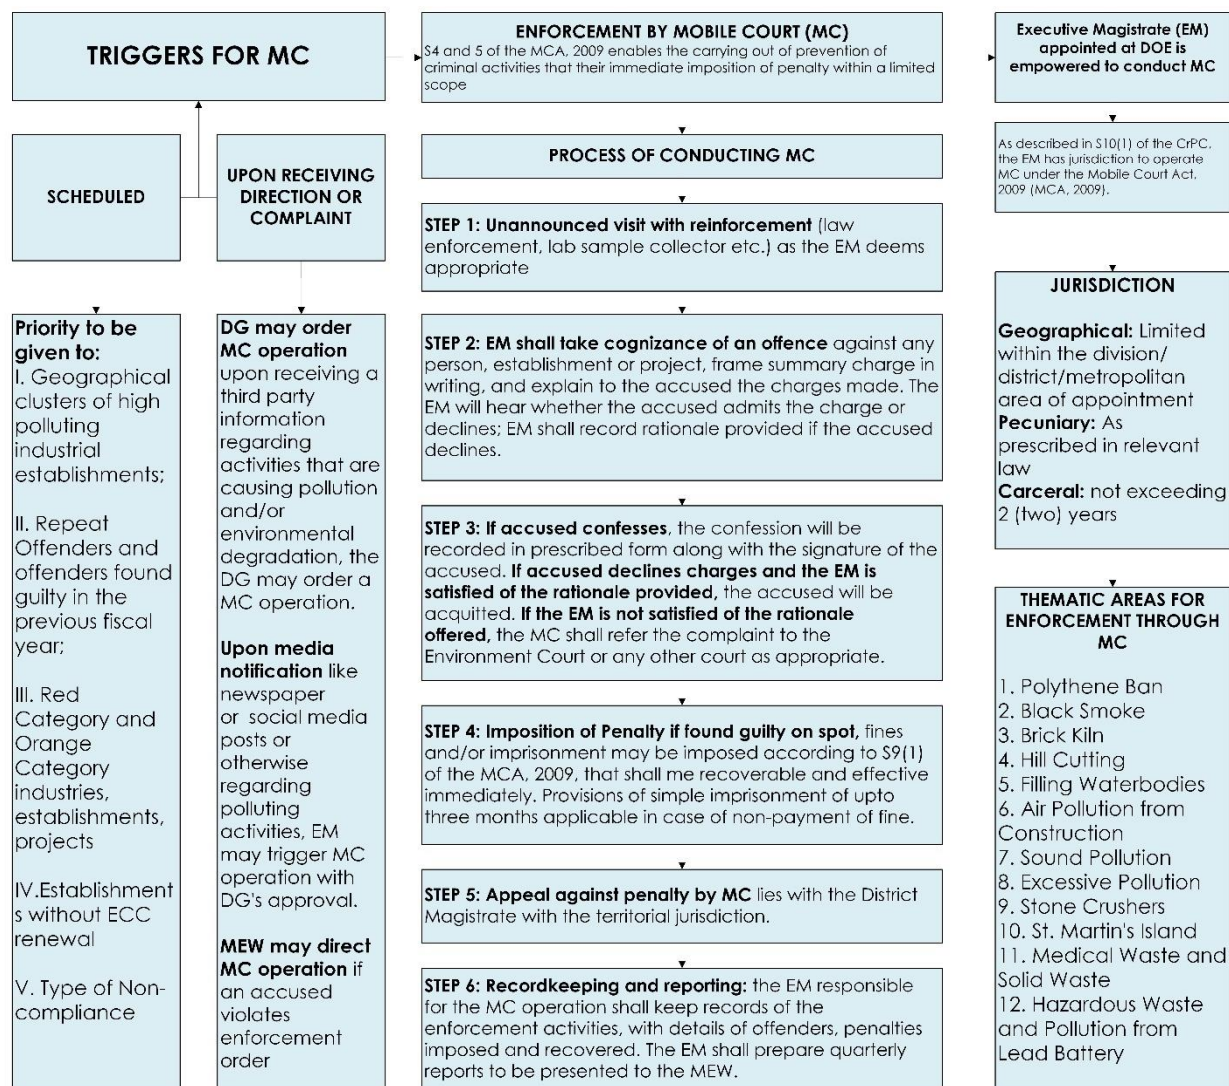 TRIGGERS FOR MC
SCHEDULED
UPON RECEIVING
DIRECTION OR
COMPLAINT
Priority to be
given to:
I. Geographical
clusters of high
polluting
industrial
establishments;
II. Repeat
Offenders and
offenders found
guilty in the
previous fiscal
year;
III. Red
Category and
Orange
Category
industries,
establishments,
projects
IV.Establishment
s without ECC
renewal
V. Type of Non-
compliance
DG may order
MC operation
upon receiving a
third party
information
regarding
activities that are
causing pollution
and/or
environmental
degradation, the
DG may order a
MC operation.
Upon media
notification like
newspaper
or social media
posts or
otherwise
regarding
polluting
activities, EM
may trigger MC
operation with
DG's approval.
MEW may direct
MC operation if
an accused
violates
enforcement
order
ENFORCEMENT BY MOBILE COURT (MC)
S4 and 5 of the MCA, 2009 enables the carrying out of prevention of
criminal activities that their immediate imposition of penalty within a limited
scope
PROCESS OF CONDUCTING MC
STEP 1: Unannounced visit with reinforcement (law
enforcement, lab sample collector etc.) as the EM deems
appropriate
STEP 2: EM shall take cognizance of an offence against any
person, establishment or project, frame summary charge in
writing, and explain to the accused the charges made. The
EM will hear whether the accused admits the charge or
declines; EM shall record rationale provided if the accused
declines.
STEP 3: If accused confesses, the confession will be
recorded in prescribed form along with the signature of the
accused. If accused declines charges and the EM is
satisfied of the rationale provided, the accused will be
acquitted. If the EM is not satisfied of the rationale
offered, the MC shall refer the complaint to the
Environment Court or any other court as appropriate.
STEP 4: Imposition of Penalty if found guilty on spot, fines
and/or imprisonment may be imposed according to S9(1)
of the MCA, 2009, that shall me recoverable and effective
immediately. Provisions of simple imprisonment of upto
three months applicable in case of non-payment of fine.
STEP 5: Appeal against penalty by MC lies with the District
Magistrate with the territorial jurisdiction.
STEP 6: Recordkeeping and reporting: the EM responsible
for the MC operation shall keep records of the
enforcement activities, with details of offenders, penalties
imposed and recovered. The EM shall prepare quarterly
reports to be presented to the MEW.
Executive Magistrate (EM)
appointed at DOE is
empowered to conduct MC
As described in S10(1) of the CrPC,
the EM has jurisdiction to operate
MC under the Mobile Court Act,
2009 (MCA, 2009).
JURISDICTION
Geographical: Limited
within the division/
district/metropolitan
area of appointment
Pecuniary: As
prescribed in relevant
law
Carceral: not exceeding
2 (two) years
THEMATIC AREAS FOR
ENFORCEMENT THROUGH
MC
1. Polythene Ban
2. Black Smoke
3. Brick Kiln
4. Hill Cutting
5. Filling Waterbodies
6. Air Pollution from
Construction
7. Sound Pollution
8. Excessive Pollution
9. Stone Crushers
10. St. Martin's Island
11. Medical Waste and
Solid Waste
12. Hazardous Waste
and Pollution from
Lead Battery